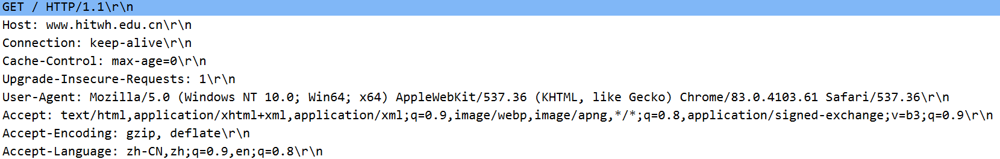 GET / HTTP/1.1\r\n
Host: www.hitwh.edu.cn\r\n
Connection: keep-alive\r\n
Cache-Control: max-age=0\r\n
Upgrade-Insecure-Requests: 1\r\n
User-Agent: Mozilla/5.0 (Windows NT 10.0; Win64; x64) AppleWebKit/537.36 (KHTML, like Gecko) Chrome/83.0.4103.61 Safari/537.36\r\n
Accept: text/html,application/xhtml+xml,application/xml;q=0.9,image/webp,image/apng,*/*;q=0.8,application/signed-exchange;v=b3;q=0.9\r\n
Accept-Encoding: gzip, deflate\r\n
Accept-Language: zh-CN,zh;q=0.9,en;q=0.8\r\n